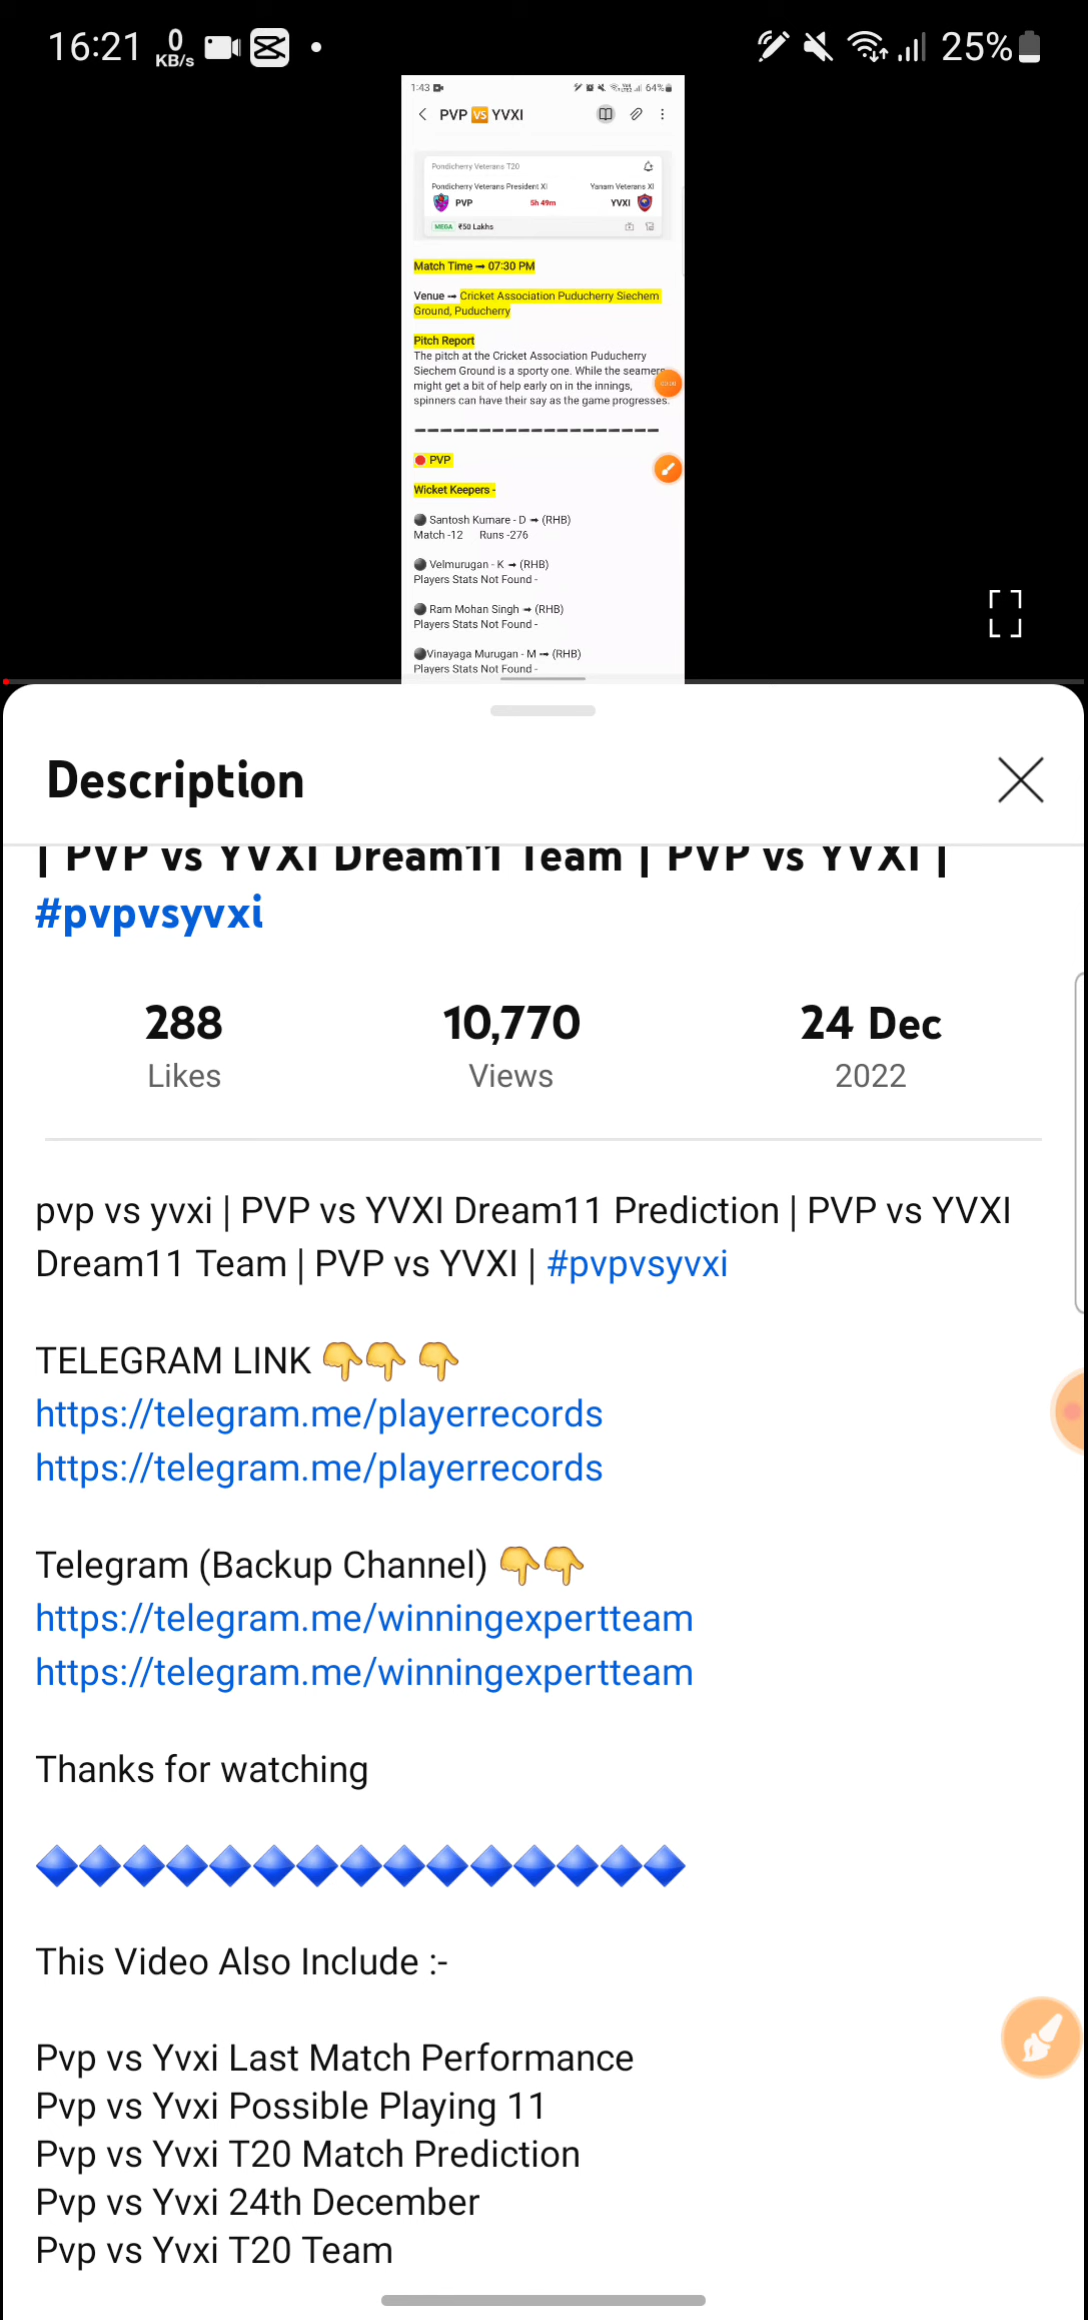 16:21 0 KB/s 25%
1:43 64%
PVP VS YVXI
Pondicherry Veterans T20
Pondicherry Veterans President XI Yanam Veterans XI
PVP 5h 49m YVXI
MEGA ₹50 Lakhs
Match Time → 07:30 PM
Venue → Cricket Association Puducherry Siechem
Ground, Puducherry
Pitch Report
The pitch at the Cricket Association Puducherry
Siechem Ground is a sporty one. While the seamers
might get a bit of help early on in the innings,
spinners can have their say as the game progresses.
🔴 PVP
Wicket Keepers -
⚫ Santosh Kumare - D → (RHB)
Match -12 Runs -276
⚫ Velmurugan - K → (RHB)
Players Stats Not Found -
⚫ Ram Mohan Singh → (RHB)
Players Stats Not Found -
⚫Vinayaga Murugan - M → (RHB)
Players Stats Not Found -
Description
| PVP vs YVXI Dream11 Team | PVP vs YVXI |
#pvpvsyvxi
288 10,770 24 Dec
Likes Views 2022
pvp vs yvxi | PVP vs YVXI Dream11 Prediction | PVP vs YVXI
Dream11 Team | PVP vs YVXI | #pvpvsyvxi
TELEGRAM LINK 👇👇 👇
https://telegram.me/playerrecords
https://telegram.me/playerrecords
Telegram (Backup Channel) 👇👇
https://telegram.me/winningexpertteam
https://telegram.me/winningexpertteam
Thanks for watching
🔷🔷🔷🔷🔷🔷🔷🔷🔷🔷🔷🔷🔷🔷🔷
This Video Also Include :-
Pvp vs Yvxi Last Match Performance
Pvp vs Yvxi Possible Playing 11
Pvp vs Yvxi T20 Match Prediction
Pvp vs Yvxi 24th December
Pvp vs Yvxi T20 Team